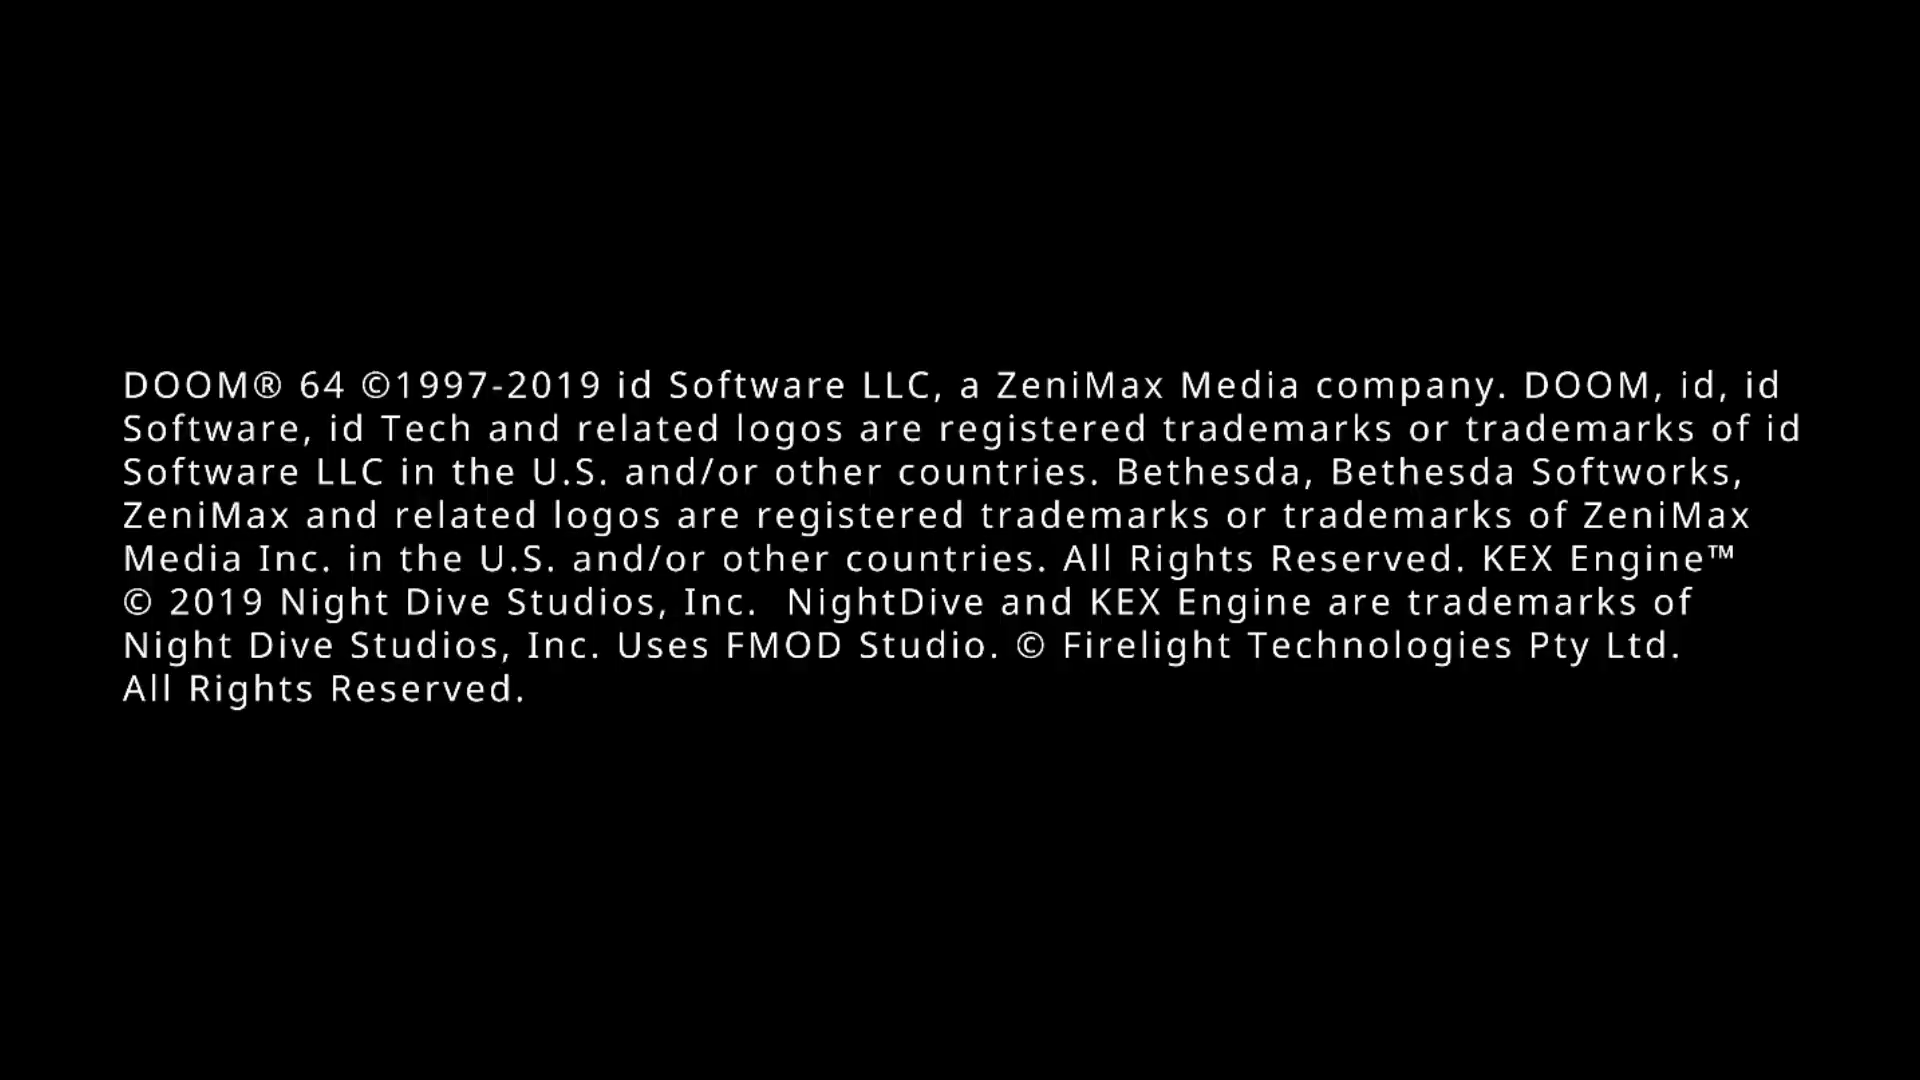 DOOM® 64 ©1997-2019 id Software LLC, a ZeniMax Media company. DOOM, id, id
Software, id Tech and related logos are registered trademarks or trademarks of id
Software LLC in the U.S. and/or other countries. Bethesda, Bethesda Softworks,
ZeniMax and related logos are registered trademarks or trademarks of ZeniMax
Media Inc. in the U.S. and/or other countries. All Rights Reserved. KEX Engine™
© 2019 Night Dive Studios, Inc.  NightDive and KEX Engine are trademarks of
Night Dive Studios, Inc. Uses FMOD Studio. © Firelight Technologies Pty Ltd.
All Rights Reserved.